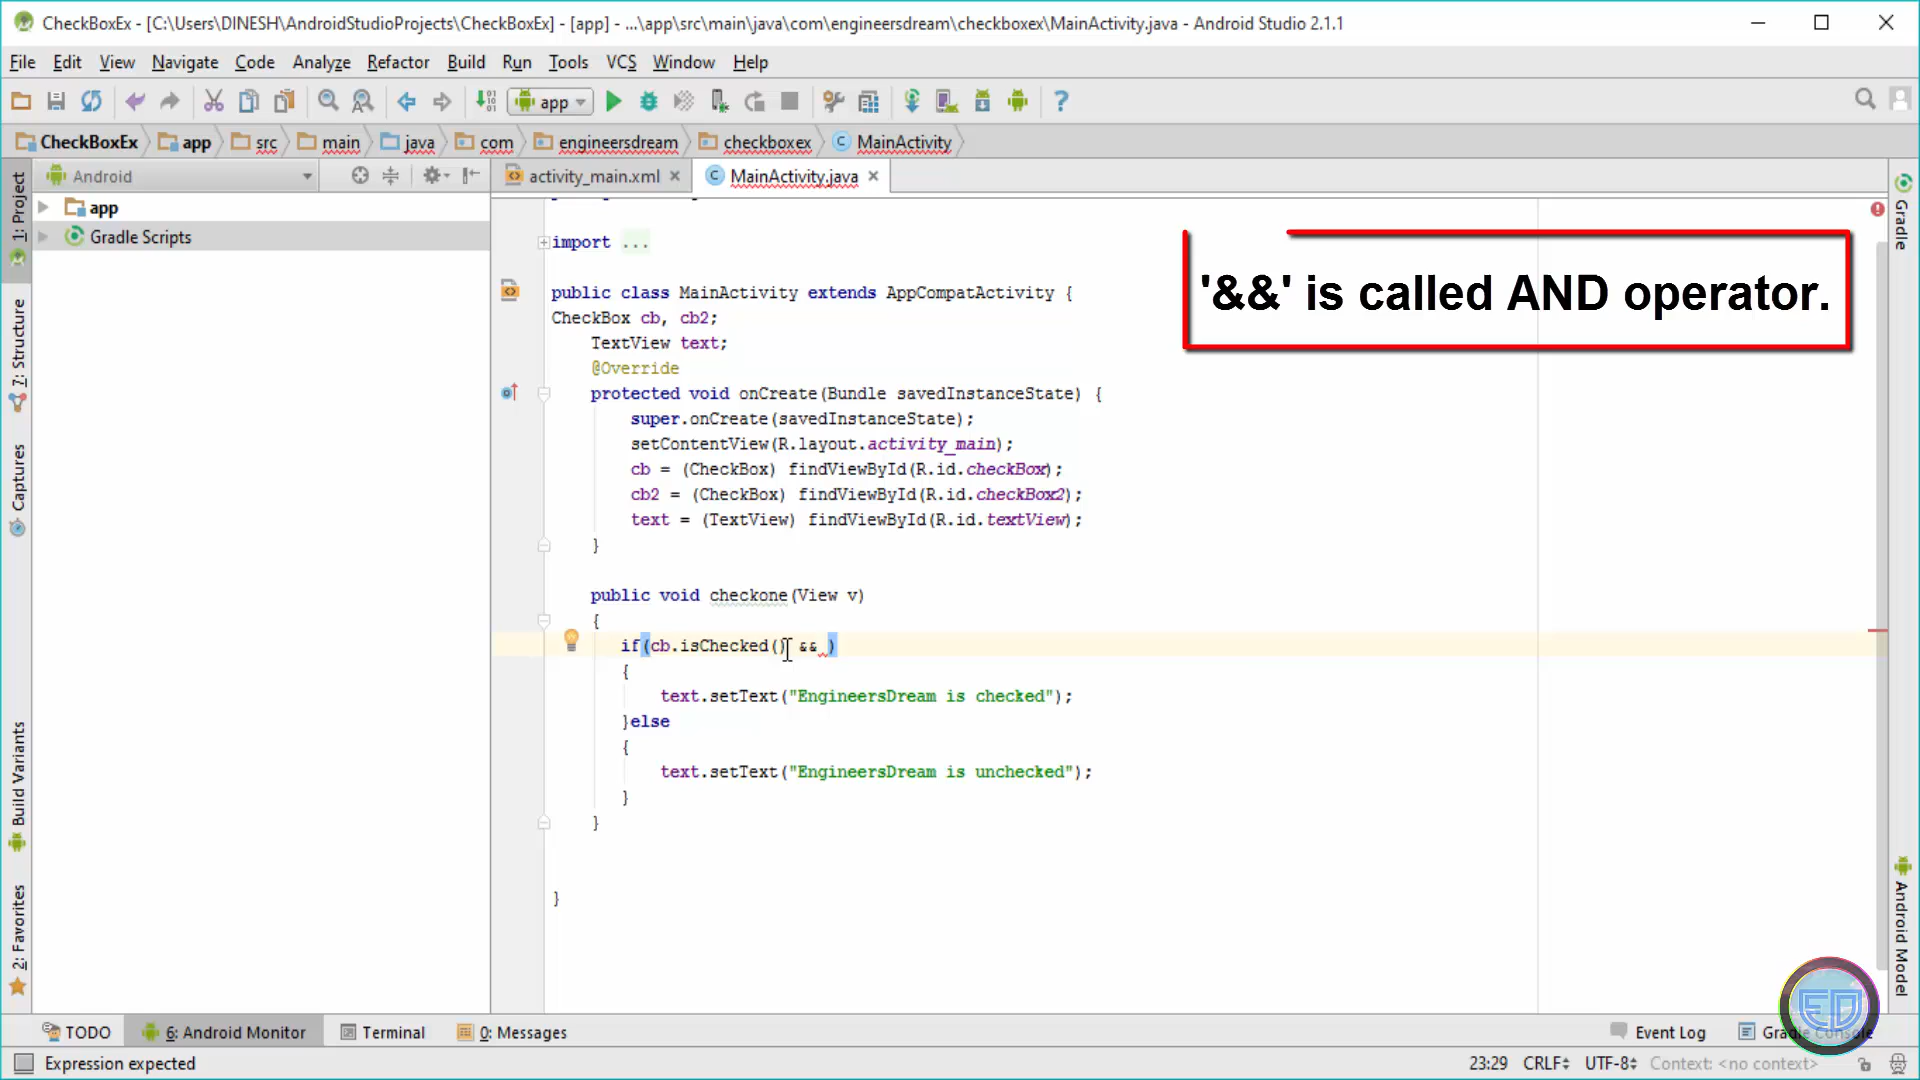 CheckBoxEx - [C:\Users\DINESH\AndroidStudioProjects\CheckBoxEx] - [app] - ...\app\src\main\java\com\engineersdream\checkboxex\MainActivity.java - Android Studio 2.1.1
File Edit View Navigate Code Analyze Refactor Build Run Tools VCS Window Help
app
CheckBoxEx app src main java com engineersdream checkboxex MainActivity
Android
activity_main.xml
MainActivity.java
1: Project
7: Structure
Captures
Build Variants
2: Favorites
app
Gradle Scripts
import ...
public class MainActivity extends AppCompatActivity {
CheckBox cb, cb2;
TextView text;
@Override
protected void onCreate(Bundle savedInstanceState) {
super.onCreate(savedInstanceState);
setContentView(R.layout.activity_main);
cb = (CheckBox) findViewById(R.id.checkBox);
cb2 = (CheckBox) findViewById(R.id.checkBox2);
text = (TextView) findViewById(R.id.textView);
}
public void checkone(View v)
{
if(cb.isChecked() && )
{
text.setText("EngineersDream is checked");
}else
{
text.setText("EngineersDream is unchecked");
}
}
}
'&&' is called AND operator.
Gradle
Android Model
ED
TODO 6: Android Monitor Terminal 0: Messages Event Log Gradle Console
Expression expected 23:29 CRLF UTF-8 Context: <no context>